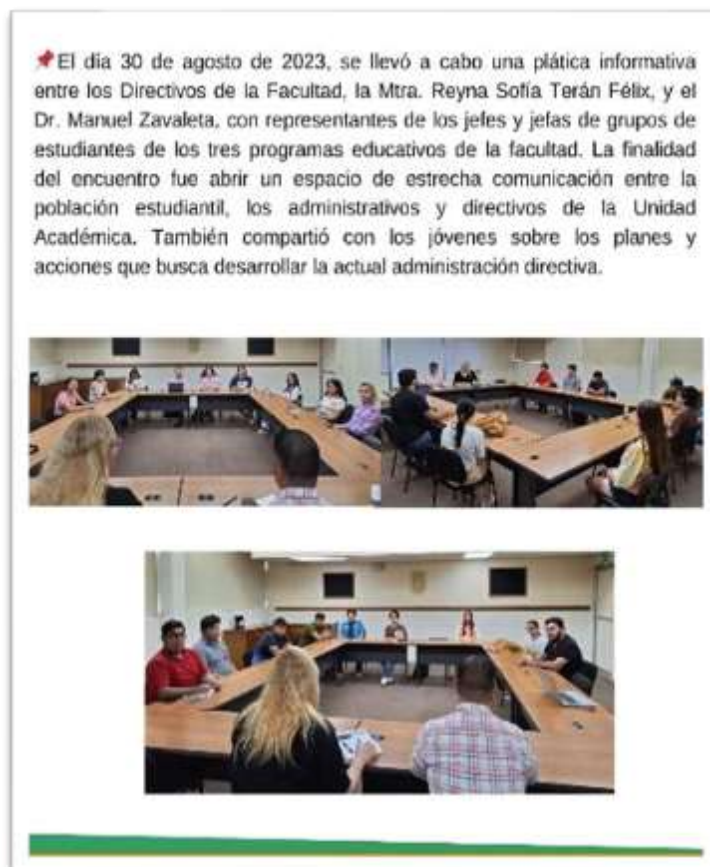 📌El día 30 de agosto de 2023, se llevó a cabo una plática informativa
entre los Directivos de la Facultad, la Mtra. Reyna Sofía Terán Félix, y el
Dr. Manuel Zavaleta, con representantes de los jefes y jefas de grupos de
estudiantes de los tres programas educativos de la facultad. La finalidad
del encuentro fue abrir un espacio de estrecha comunicación entre la
población estudiantil, los administrativos y directivos de la Unidad
Académica. También compartió con los jóvenes sobre los planes y
acciones que busca desarrollar la actual administración directiva.